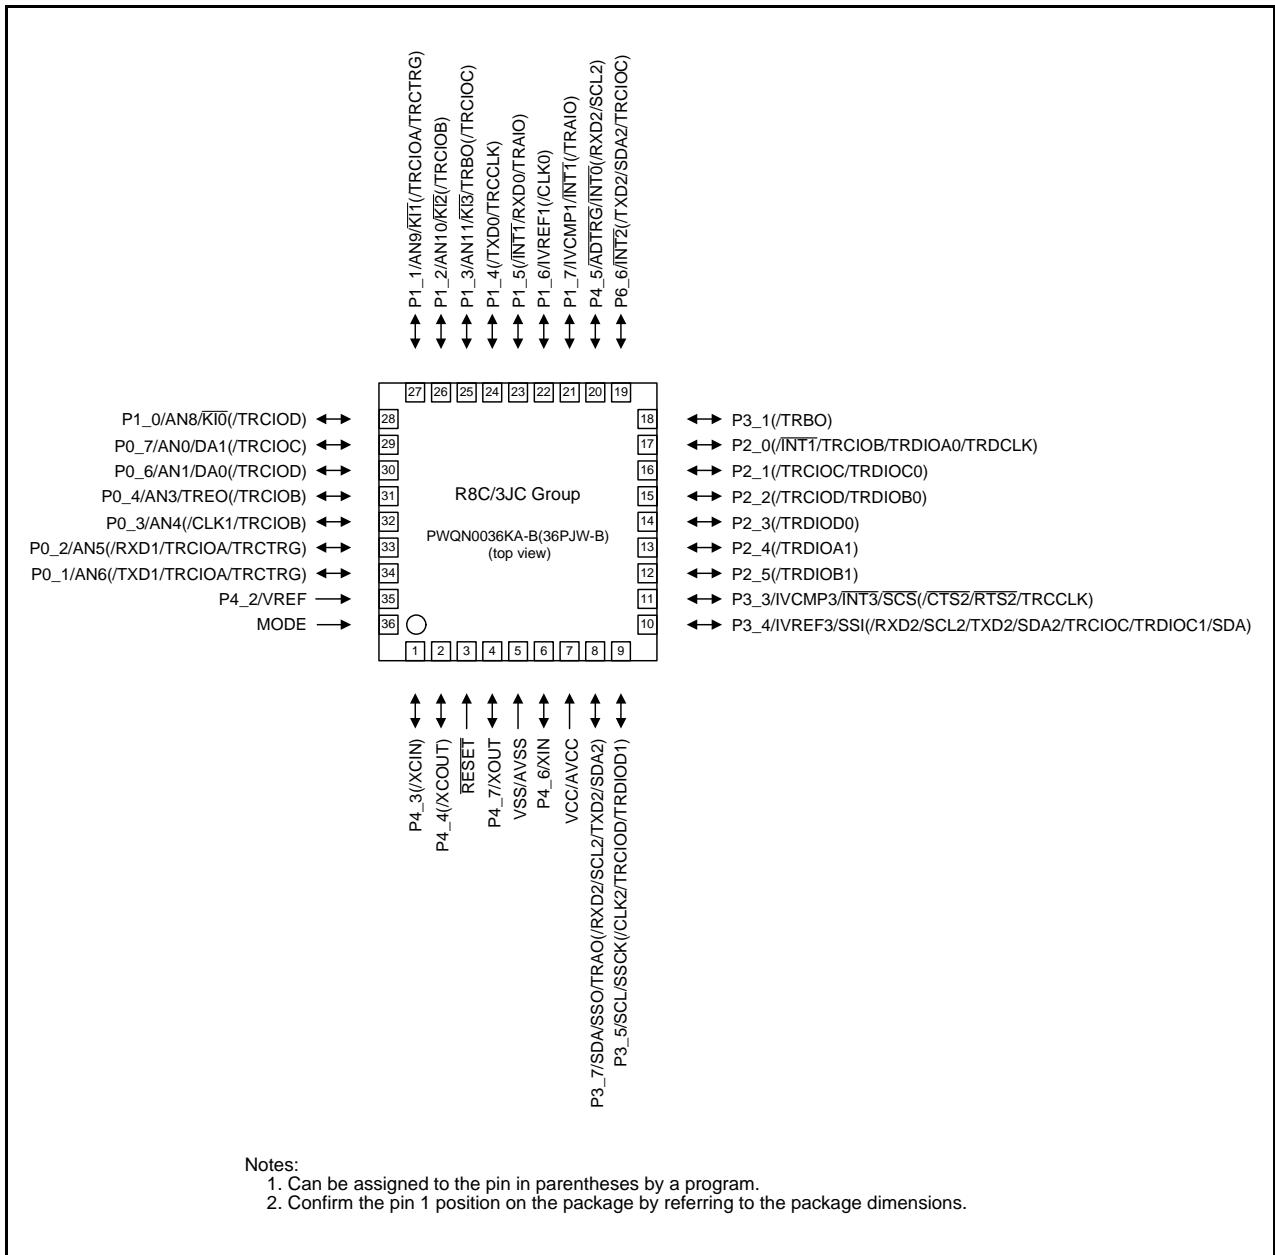 P1_1/AN9/KI1(/TRCIOA/TRCTRG)
P1_2/AN10/KI2(/TRCIOB)
P1_3/AN11/KI3/TRBO(/TRCIOC)
P1_4(/TXD0/TRCCLK)
P1_5(/INT1/RXD0/TRAIO)
P1_6/IVREF1(/CLK0)
P1_7/IVCMP1/INT1(/TRAIO)
P4_5/ADTRG/INT0(/RXD2/SCL2)
P6_6/INT2(/TXD2/SDA2/TRCIOC)
27 26 25 24 23 22 21 20 19
P1_0/AN8/KI0(/TRCIOD) 28
P0_7/AN0/DA1(/TRCIOC) 29
P0_6/AN1/DA0(/TRCIOD) 30
P0_4/AN3/TREO(/TRCIOB) 31
P0_3/AN4(/CLK1/TRCIOB) 32
P0_2/AN5(/RXD1/TRCIOA/TRCTRG) 33
P0_1/AN6(/TXD1/TRCIOA/TRCTRG) 34
P4_2/VREF 35
MODE 36
R8C/3JC Group
PWQN0036KA-B(36PJW-B)
(top view)
18 P3_1(/TRBO)
17 P2_0(/INT1/TRCIOB/TRDIOA0/TRDCLK)
16 P2_1(/TRCIOC/TRDIOC0)
15 P2_2(/TRCIOD/TRDIOB0)
14 P2_3(/TRDIOD0)
13 P2_4(/TRDIOA1)
12 P2_5(/TRDIOB1)
11 P3_3/IVCMP3/INT3/SCS(/CTS2/RTS2/TRCCLK)
10 P3_4/IVREF3/SSI(/RXD2/SCL2/TXD2/SDA2/TRCIOC/TRDIOC1/SDA)
1 2 3 4 5 6 7 8 9
P4_3(/XCIN)
P4_4(/XCOUT)
RESET
P4_7/XOUT
VSS/AVSS
P4_6/XIN
VCC/AVCC
P3_7/SDA/SSO/TRAO(/RXD2/SCL2/TXD2/SDA2)
P3_5/SCL/SSCK(/CLK2/TRCIOD/TRDIOD1)
Notes:
1. Can be assigned to the pin in parentheses by a program.
2. Confirm the pin 1 position on the package by referring to the package dimensions.